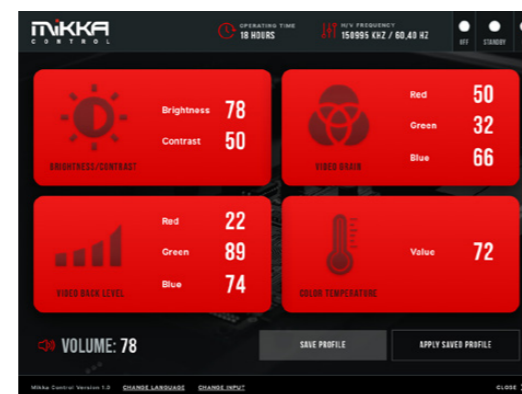 MIKKA
CONTROL
OPERATING TIME
18 HOURS
H/V FREQUENCY
150995 KHZ / 60,40 HZ
OFF
STANDBY
Brightness 78
Contrast 50
BRIGHTNESS/CONTRAST
Red 50
Green 32
Blue 66
VIDEO DRAIN
Red 22
Green 89
Blue 74
VIDEO BACK LEVEL
Value 72
COLOR TEMPERATURE
VOLUME: 78
SAVE PROFILE
APPLY SAVED PROFILE
Mikka Control Version 1.0
CHANGE LANGUAGE
CHANGE INPUT
CLOSE